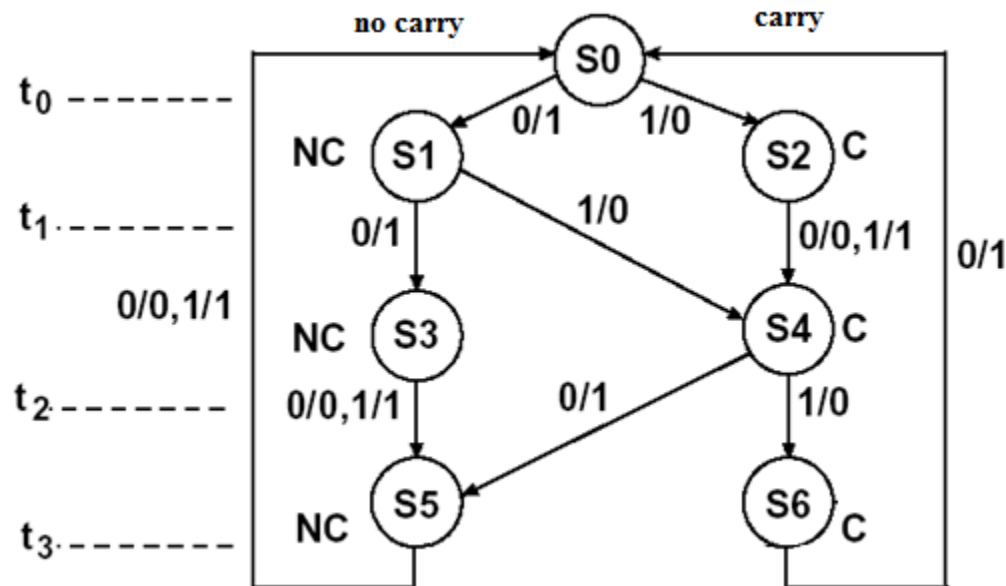 no carry
carry
S0
t0
0/1
1/0
NC
S1
S2
C
t1
1/0
0/1
0/0,1/1
0/1
0/0,1/1
NC
S3
S4
C
t2
0/0,1/1
0/1
1/0
S5
S6
NC
C
t3